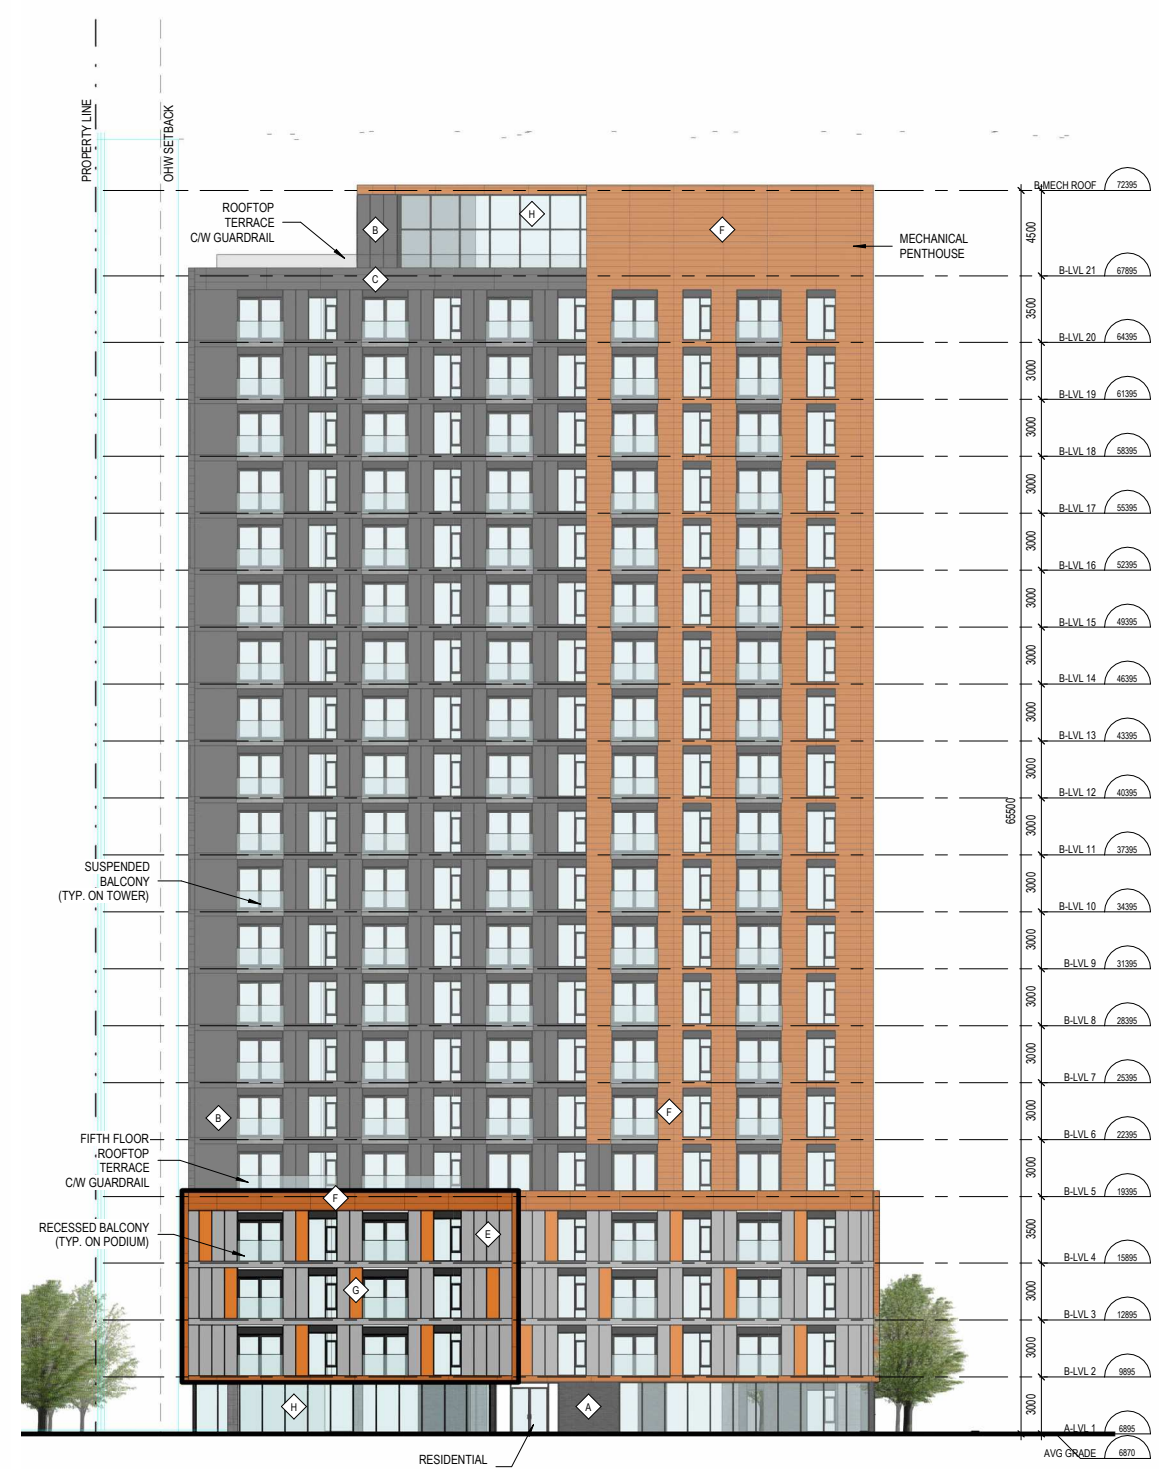 PROPERTY LINE
OHW SETBACK
ROOFTOP
TERRACE
C/W GUARDRAIL
B
H
F
C
MECHANICAL
PENTHOUSE
B-MECH ROOF 72395
4500
B-LVL 21 67895
3500
B-LVL 20 64395
3000
B-LVL 19 61395
3000
B-LVL 18 58395
3000
B-LVL 17 55395
3000
B-LVL 16 52395
3000
B-LVL 15 49395
3000
B-LVL 14 46395
3000
B-LVL 13 43395
3000
B-LVL 12 40395
65500
3000
B-LVL 11 37395
3000
B-LVL 10 34395
3000
B-LVL 9 31395
3000
B-LVL 8 28395
3000
B-LVL 7 25395
3000
B-LVL 6 22395
3000
B-LVL 5 19395
3500
B-LVL 4 15895
3000
B-LVL 3 12895
3000
B-LVL 2 9895
3000
A-LVL 1 6895
AVG GRADE 6870
SUSPENDED
BALCONY
(TYP. ON TOWER)
B
F
FIFTH FLOOR
ROOFTOP
TERRACE
C/W GUARDRAIL
F
RECESSED BALCONY
(TYP. ON PODIUM)
E
G
H
A
RESIDENTIAL